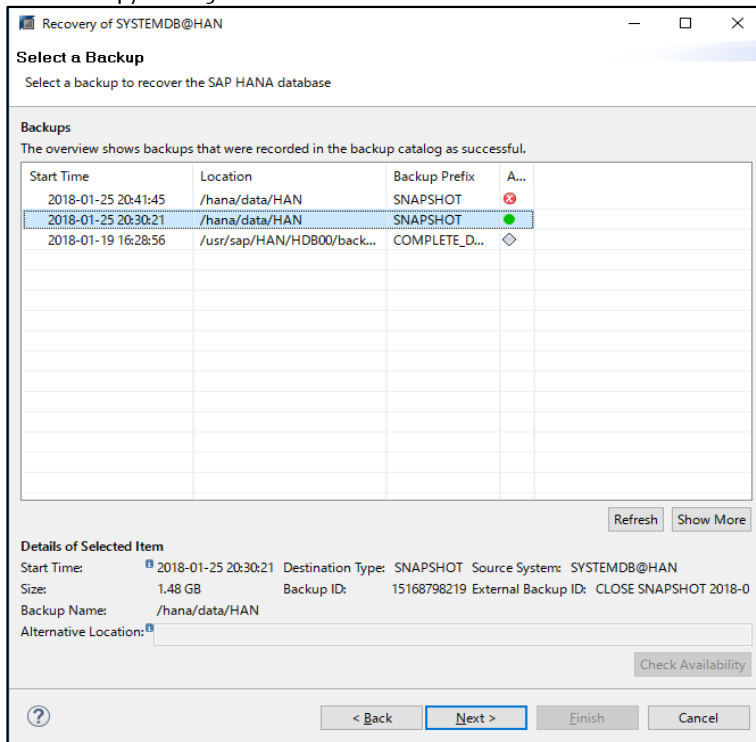 Recovery of SYSTEMDB@HAN
Select a Backup
Select a backup to recover the SAP HANA database
Backups
The overview shows backups that were recorded in the backup catalog as successful.
Start Time Location Backup Prefix A...
2018-01-25 20:41:45 /hana/data/HAN SNAPSHOT
2018-01-25 20:30:21 /hana/data/HAN SNAPSHOT
2018-01-19 16:28:56 /usr/sap/HAN/HDB00/back... COMPLETE_D...
Refresh Show More
Details of Selected Item
Start Time: 2018-01-25 20:30:21 Destination Type: SNAPSHOT Source System: SYSTEMDB@HAN
Size: 1.48 GB Backup ID: 15168798219 External Backup ID: CLOSE SNAPSHOT 2018-0
Backup Name: /hana/data/HAN
Alternative Location:
Check Availability
< Back Next > Finish Cancel